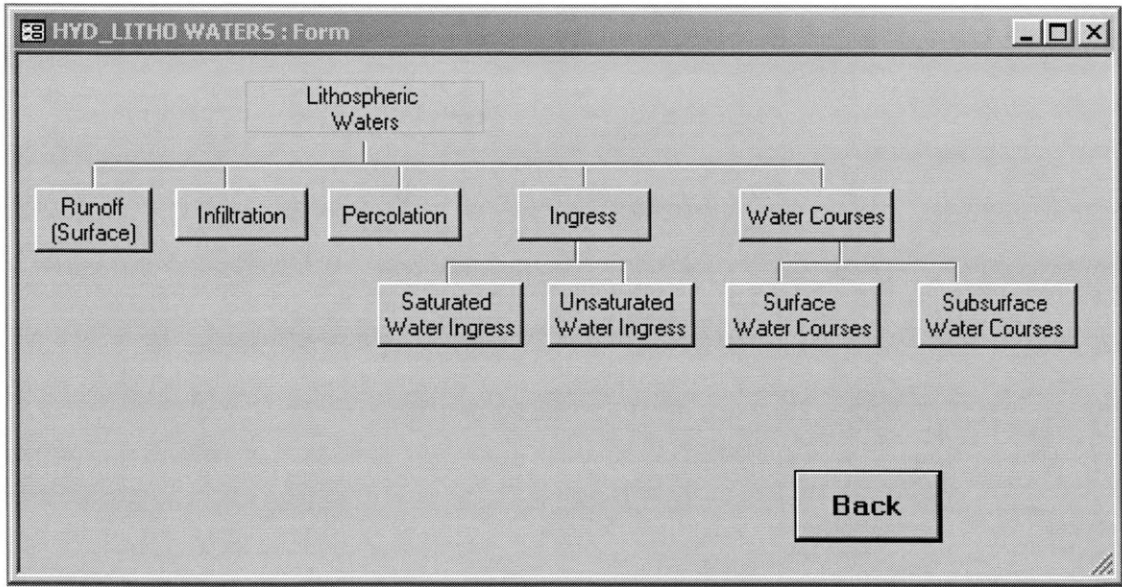 HYD_LITHO WATERS : Form
Lithospheric
Waters
Runoff
(Surface)
Infiltration
Percolation
Ingress
Water Courses
Saturated
Water Ingress
Unsaturated
Water Ingress
Surface
Water Courses
Subsurface
Water Courses
Back